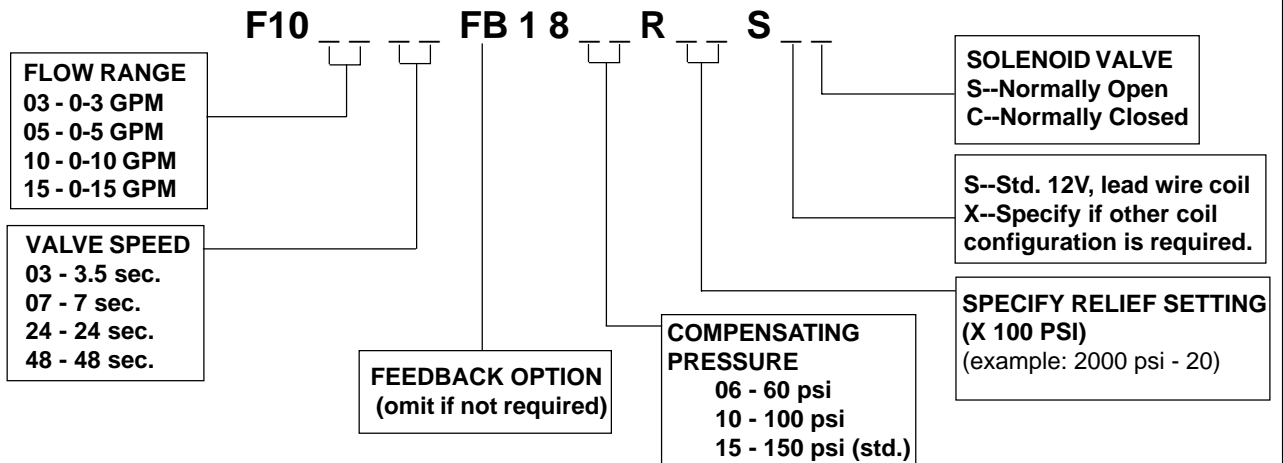 F10 _ _ _ _ FB 1 8 _ _ R _ _ S _ _
FLOW RANGE
03 - 0-3 GPM
05 - 0-5 GPM
10 - 0-10 GPM
15 - 0-15 GPM
VALVE SPEED
03 - 3.5 sec.
07 - 7 sec.
24 - 24 sec.
48 - 48 sec.
FEEDBACK OPTION
(omit if not required)
COMPENSATING
PRESSURE
06 - 60 psi
10 - 100 psi
15 - 150 psi (std.)
SOLENOID VALVE
S--Normally Open
C--Normally Closed
S--Std. 12V, lead wire coil
X--Specify if other coil
configuration is required.
SPECIFY RELIEF SETTING
(X 100 PSI)
(example: 2000 psi - 20)